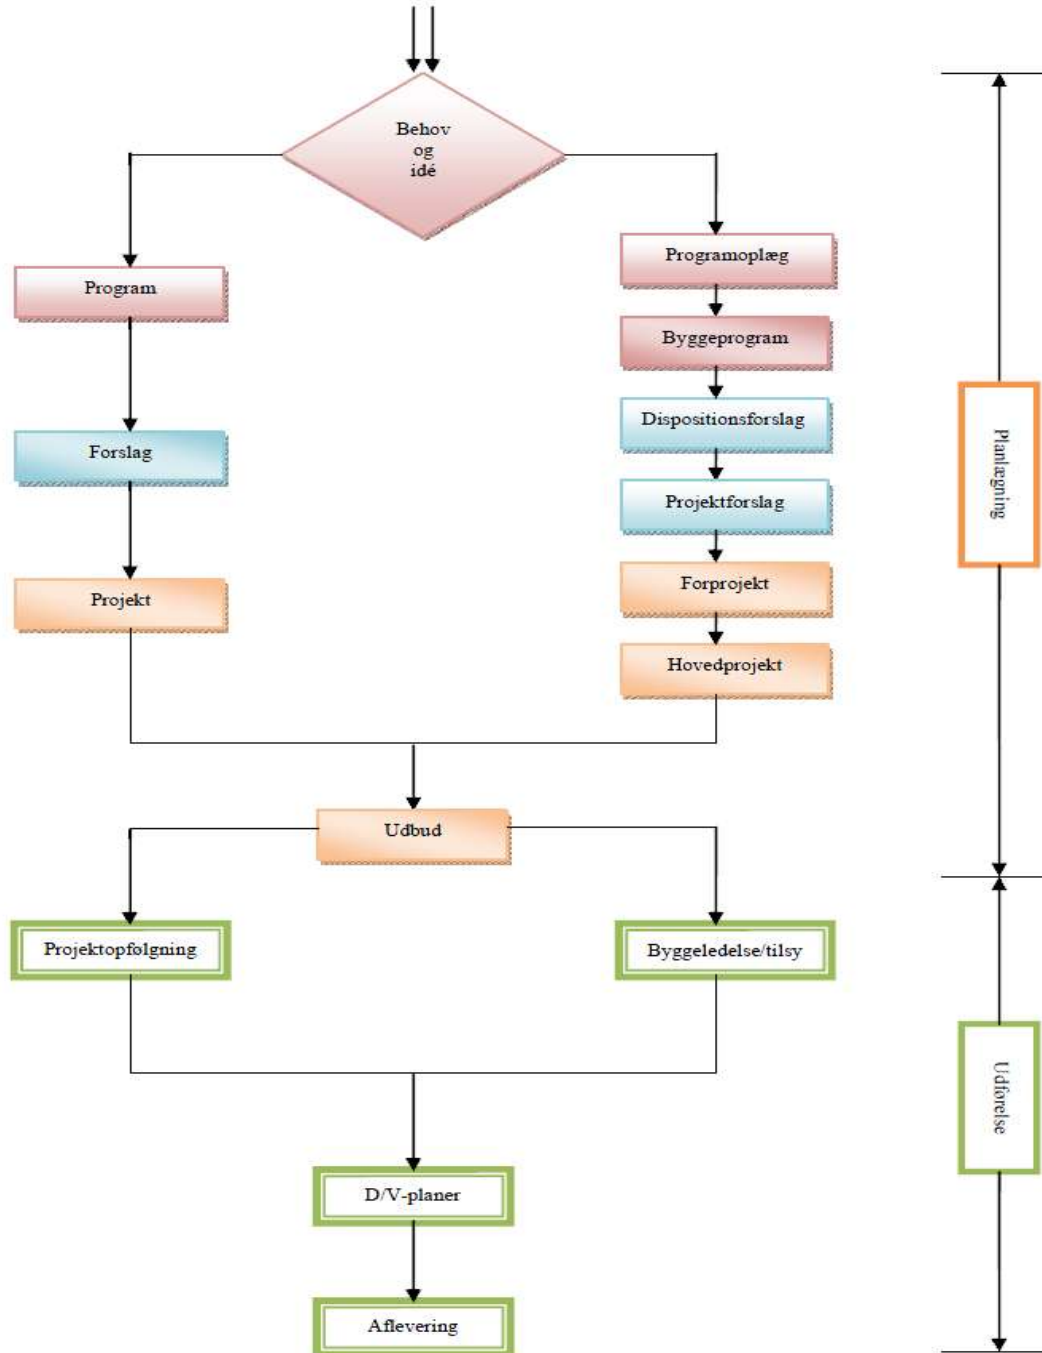 Behov
og
idé
Programoplæg
Program
Byggeprogram
Dispositionsforslag
Forslag
Projektforslag
Planlægning
Forprojekt
Projekt
Hovedprojekt
Udbud
Projektopfølgning
Byggeledelse/tilsy
Udførelse
D/V-planer
Aflevering